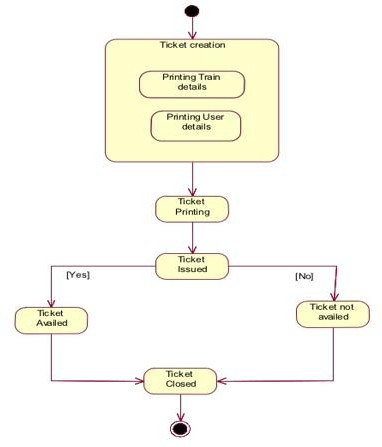 Ticket creation
Printing Train
details
Printing User
details
Ticket
Printing
Ticket
Issued
[Yes]
[No]
Ticket
Availed
Ticket not
availed
Ticket
Closed